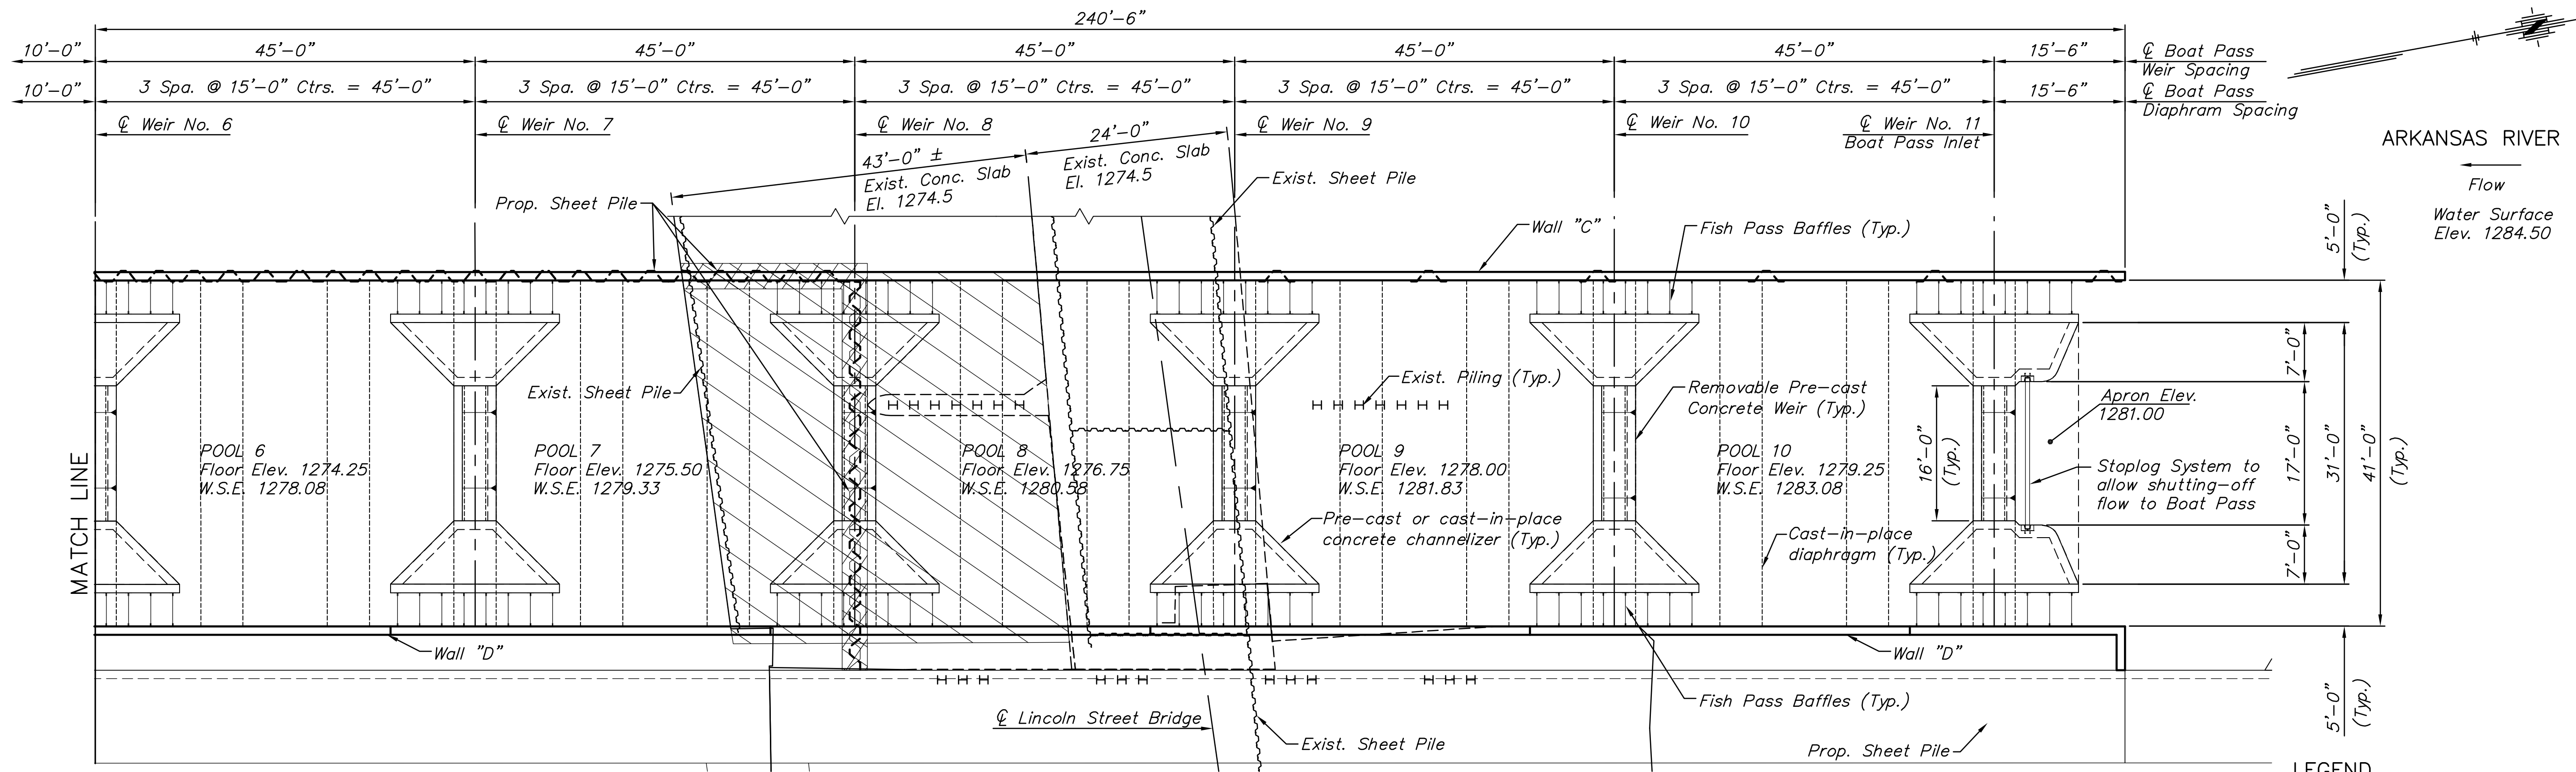 240'-6"
10'-0"
45'-0"
45'-0"
45'-0"
45'-0"
45'-0"
15'-6"
℄ Boat Pass
Weir Spacing
10'-0"
3 Spa. @ 15'-0" Ctrs. = 45'-0"
3 Spa. @ 15'-0" Ctrs. = 45'-0"
3 Spa. @ 15'-0" Ctrs. = 45'-0"
3 Spa. @ 15'-0" Ctrs. = 45'-0"
3 Spa. @ 15'-0" Ctrs. = 45'-0"
15'-6"
℄ Boat Pass
Diaphram Spacing
℄ Weir No. 6
℄ Weir No. 7
℄ Weir No. 8
℄ Weir No. 9
℄ Weir No. 10
℄ Weir No. 11
Boat Pass Inlet
ARKANSAS RIVER
Flow
Water Surface
Elev. 1284.50
43'-0" ±
Exist. Conc. Slab
El. 1274.5
24'-0"
Exist. Conc. Slab
El. 1274.5
Prop. Sheet Pile
Exist. Sheet Pile
Wall "C"
Fish Pass Baffles (Typ.)
5'-0"
(Typ.)
Exist. Sheet Pile
Exist. Piling (Typ.)
Removable Pre-cast
Concrete Weir (Typ.)
Apron Elev.
1281.00
7'-0"
MATCH LINE
POOL 6
Floor Elev. 1274.25
W.S.E. 1278.08
POOL 7
Floor Elev. 1275.50
W.S.E. 1279.33
POOL 8
Floor Elev. 1276.75
W.S.E. 1280.58
POOL 9
Floor Elev. 1278.00
W.S.E. 1281.83
POOL 10
Floor Elev. 1279.25
W.S.E. 1283.08
16'-0"
(Typ.)
Stoplog System to
allow shutting-off
flow to Boat Pass
17'-0"
31'-0"
41'-0"
(Typ.)
Pre-cast or cast-in-place
concrete channelizer (Typ.)
Cast-in-place
diaphragm (Typ.)
7'-0"
Wall "D"
Wall "D"
Fish Pass Baffles (Typ.)
℄ Lincoln Street Bridge
Exist. Sheet Pile
Prop. Sheet Pile
5'-0"
(Typ.)
LEGEND